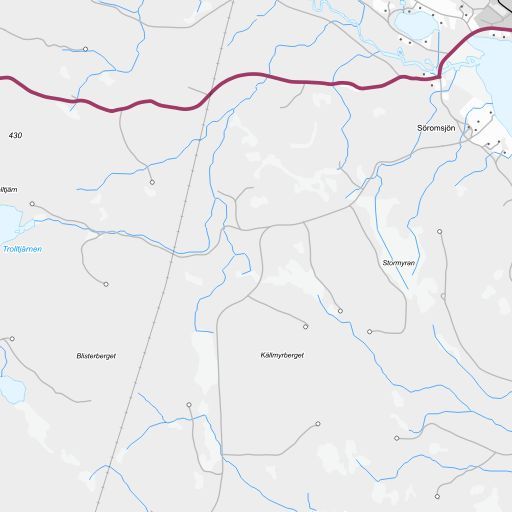 Söromsjön
430
Trolltjärnen
Stormyran
Blisterberget
Källmyrberget